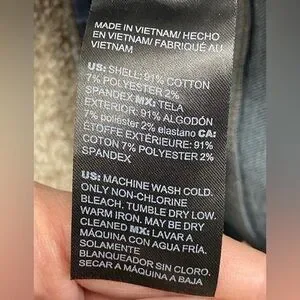 MADE IN VIETNAM/ HECHO
EN VIETNAM/ FABRIQUÉ AU
VIETNAM
US: SHELL: 91% COTTON
7% POLYESTER 2%
SPANDEX MX: TELA
EXTERIOR: 91% ALGODÓN
7% poliéster 2% elastano CA:
ÉTOFFE EXTÉRIEURE: 91%
COTON 7% POLYESTER 2%
SPANDEX
US: MACHINE WASH COLD.
ONLY NON-CHLORINE
BLEACH. TUMBLE DRY LOW.
WARM IRON. MAY BE DRY
CLEANED MX: LAVAR A
MÁQUINA CON AGUA FRÍA.
SOLAMENTE
BLANQUEADOR SIN CLORO.
SECAR A MÁQUINA A BAJA